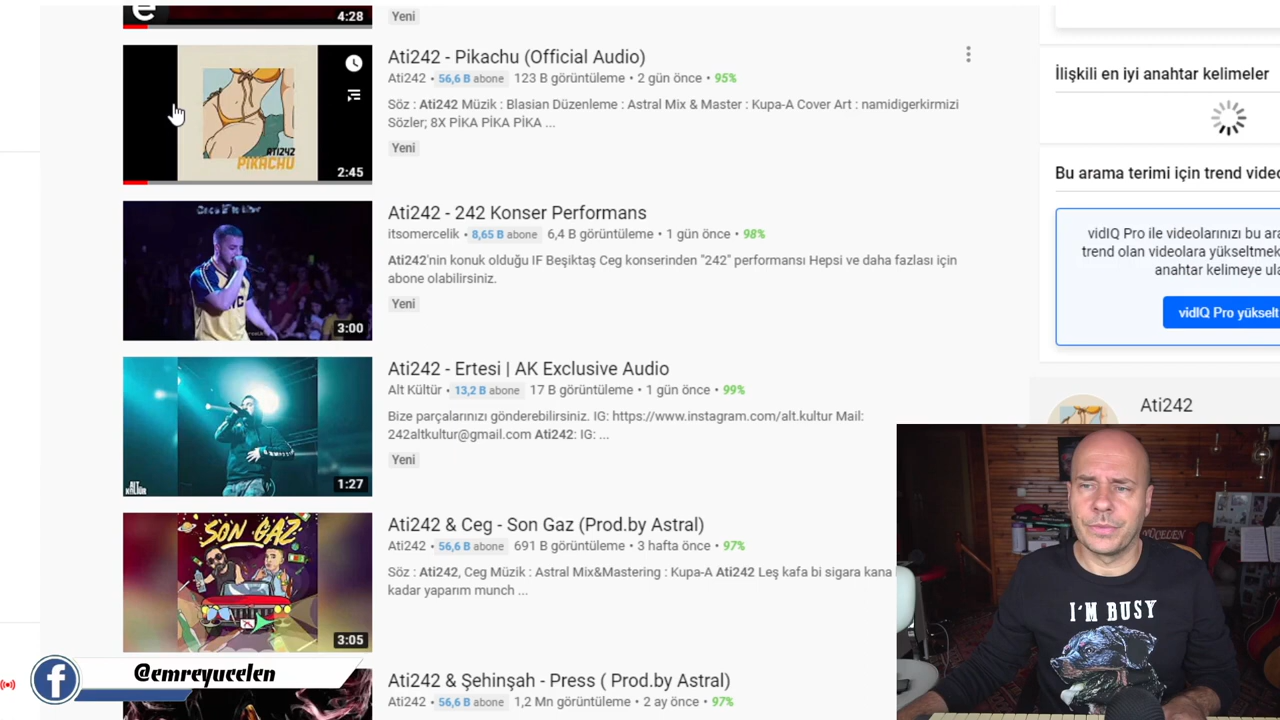 4:28
Yeni
Ati242 - Pikachu (Official Audio)
Ati242 • 56,6 B abone 123 B görüntüleme • 2 gün önce • 95%
Söz : Ati242 Müzik : Blasian Düzenleme : Astral Mix & Master : Kupa-A Cover Art : namidigerkirmizi
Sözler; 8X PİKA PİKA PİKA ...
Yeni
ATI242
PIKACHU
2:45
Ati242 - 242 Konser Performans
itsomercelik • 8,65 B abone 6,4 B görüntüleme • 1 gün önce • 98%
Ati242'nin konuk olduğu IF Beşiktaş Ceg konserinden "242" performansı Hepsi ve daha fazlası için
abone olabilirsiniz.
Yeni
3:00
Ati242 - Ertesi | AK Exclusive Audio
Alt Kültür • 13,2 B abone 17 B görüntüleme • 1 gün önce • 99%
Bize parçalarınızı gönderebilirsiniz. IG: https://www.instagram.com/alt.kultur Mail:
242altkultur@gmail.com Ati242: IG: ...
Yeni
ALT
KÜLTÜR
1:27
Ati242 & Ceg - Son Gaz (Prod.by Astral)
Ati242 • 56,6 B abone 691 B görüntüleme • 3 hafta önce • 97%
Söz : Ati242, Ceg Müzik : Astral Mix&Mastering : Kupa-A Ati242 Leş kafa bi sigara kana
kadar yaparım munch ...
SON GAZ
3:05
Ati242 & Şehinşah - Press ( Prod.by Astral)
Ati242 • 56,6 B abone 1,2 Mn görüntüleme • 2 ay önce • 97%
İlişkili en iyi anahtar kelimeler
Bu arama terimi için trend video
vidIQ Pro ile videolarınızı bu ara
trend olan videolara yükseltmek
anahtar kelimeye ula
vidIQ Pro yükselt
Ati242
I'M BUSY
@emreyucelen